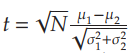 t = √N (μ₁−μ₂)/√(σ₁²+σ₂²)